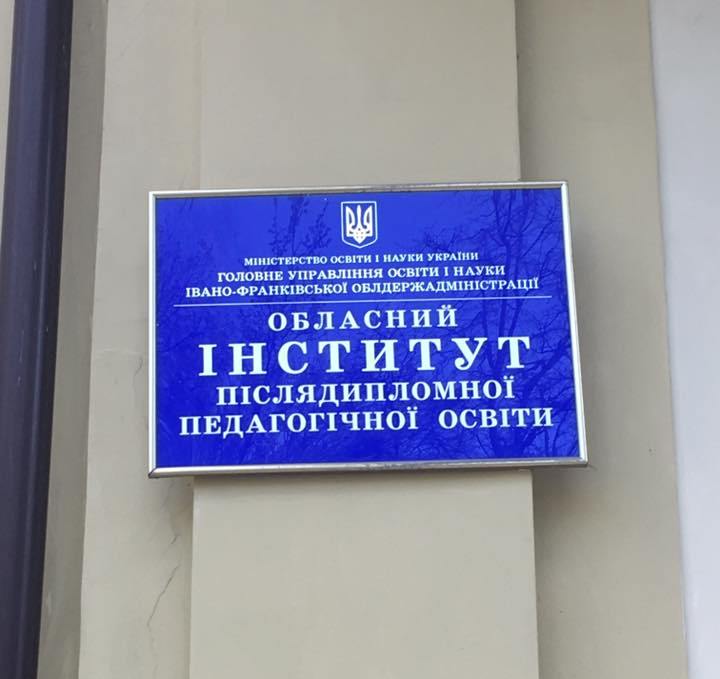 МІНІСТЕРСТВО ОСВІТИ І НАУКИ УКРАЇНИ
ГОЛОВНЕ УПРАВЛІННЯ ОСВІТИ І НАУКИ
ІВАНО-ФРАНКІВСЬКОЇ ОБЛДЕРЖАДМІНІСТРАЦІЇ
ОБЛАСНИЙ
ІНСТИТУТ
ПІСЛЯДИПЛОМНОЇ
ПЕДАГОГІЧНОЇ ОСВІТИ